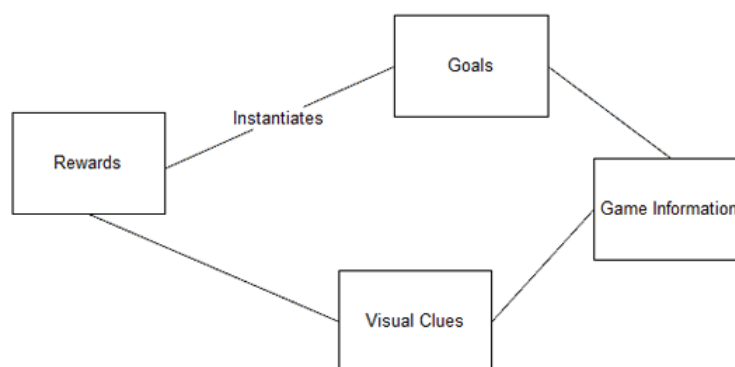 Goals
Instantiates
Rewards
Game Information
Visual Clues